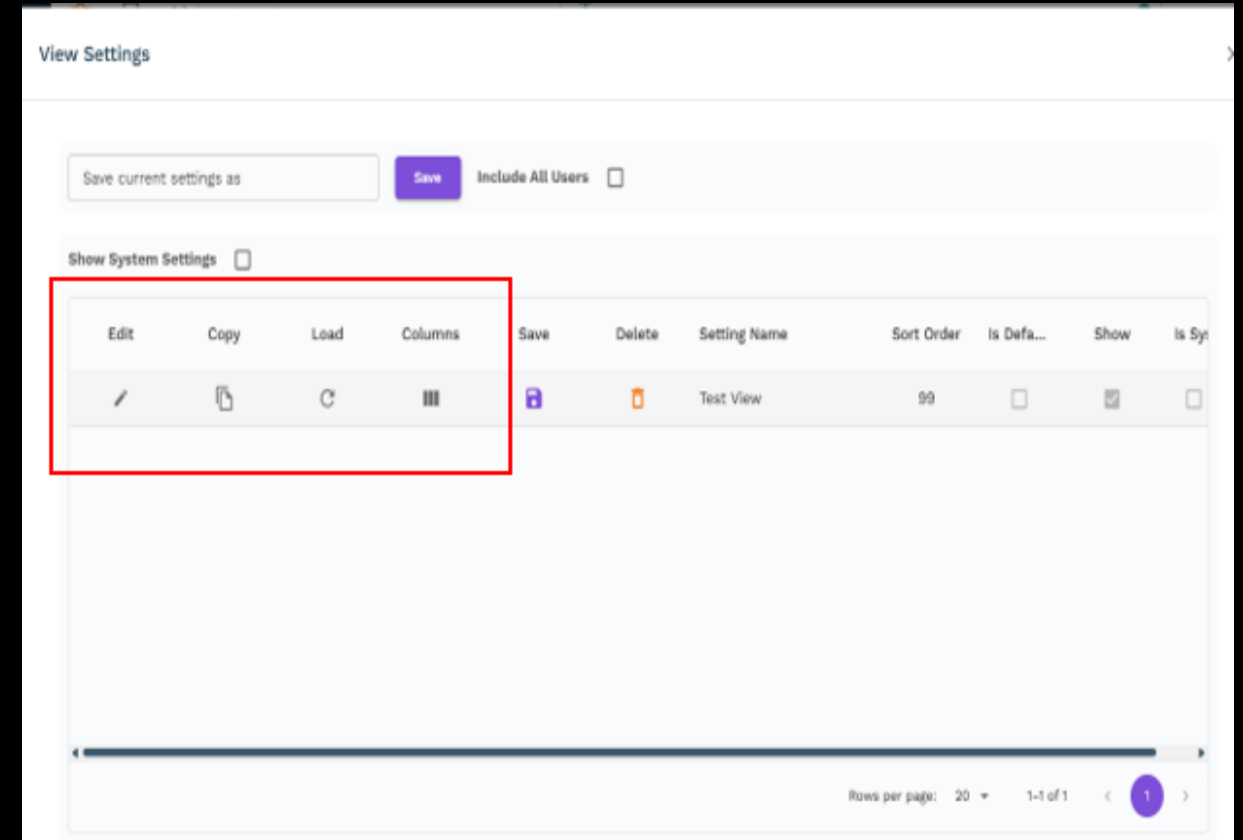 View Settings
Save current settings as Save Include All Users
Show System Settings
Edit Copy Load Columns Save Delete Setting Name Sort Order Is Defa... Show Is Sy
Test View 99
Rows per page: 20 1-1 of 1 1